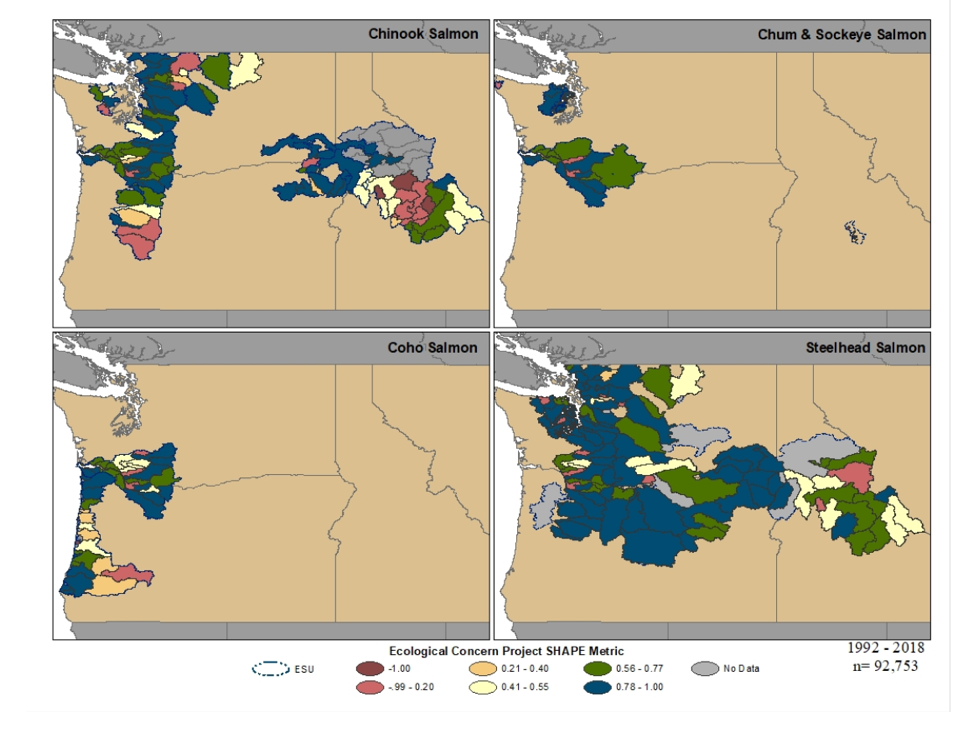 Chinook Salmon
Chum & Sockeye Salmon
Coho Salmon
Steelhead Salmon
Ecological Concern Project SHAPE Metric
1992 - 2018
n= 92,753
ESU
-1.00
0.21 - 0.40
0.56 - 0.77
No Data
-.99 - 0.20
0.41 - 0.55
0.78 - 1.00